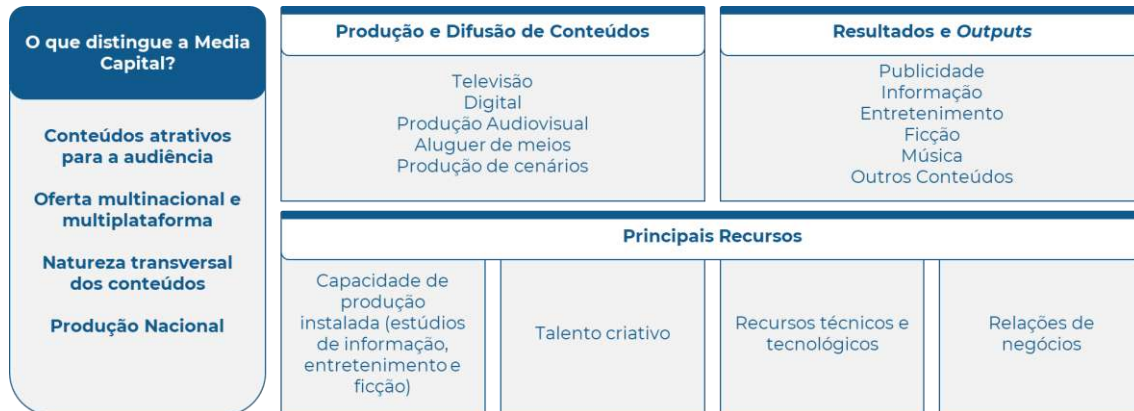 O que distingue a Media
Capital?
Conteúdos atrativos
para a audiência
Oferta multinacional e
multiplataforma
Natureza transversal
dos conteúdos
Produção Nacional
Produção e Difusão de Conteúdos
Televisão
Digital
Produção Audiovisual
Aluguer de meios
Produção de cenários
Resultados e Outputs
Publicidade
Informação
Entretenimento
Ficção
Música
Outros Conteúdos
Principais Recursos
Capacidade de
produção
instalada (estúdios
de informação,
entretenimento e
ficção)
Talento criativo
Recursos técnicos e
tecnológicos
Relações de
negócios